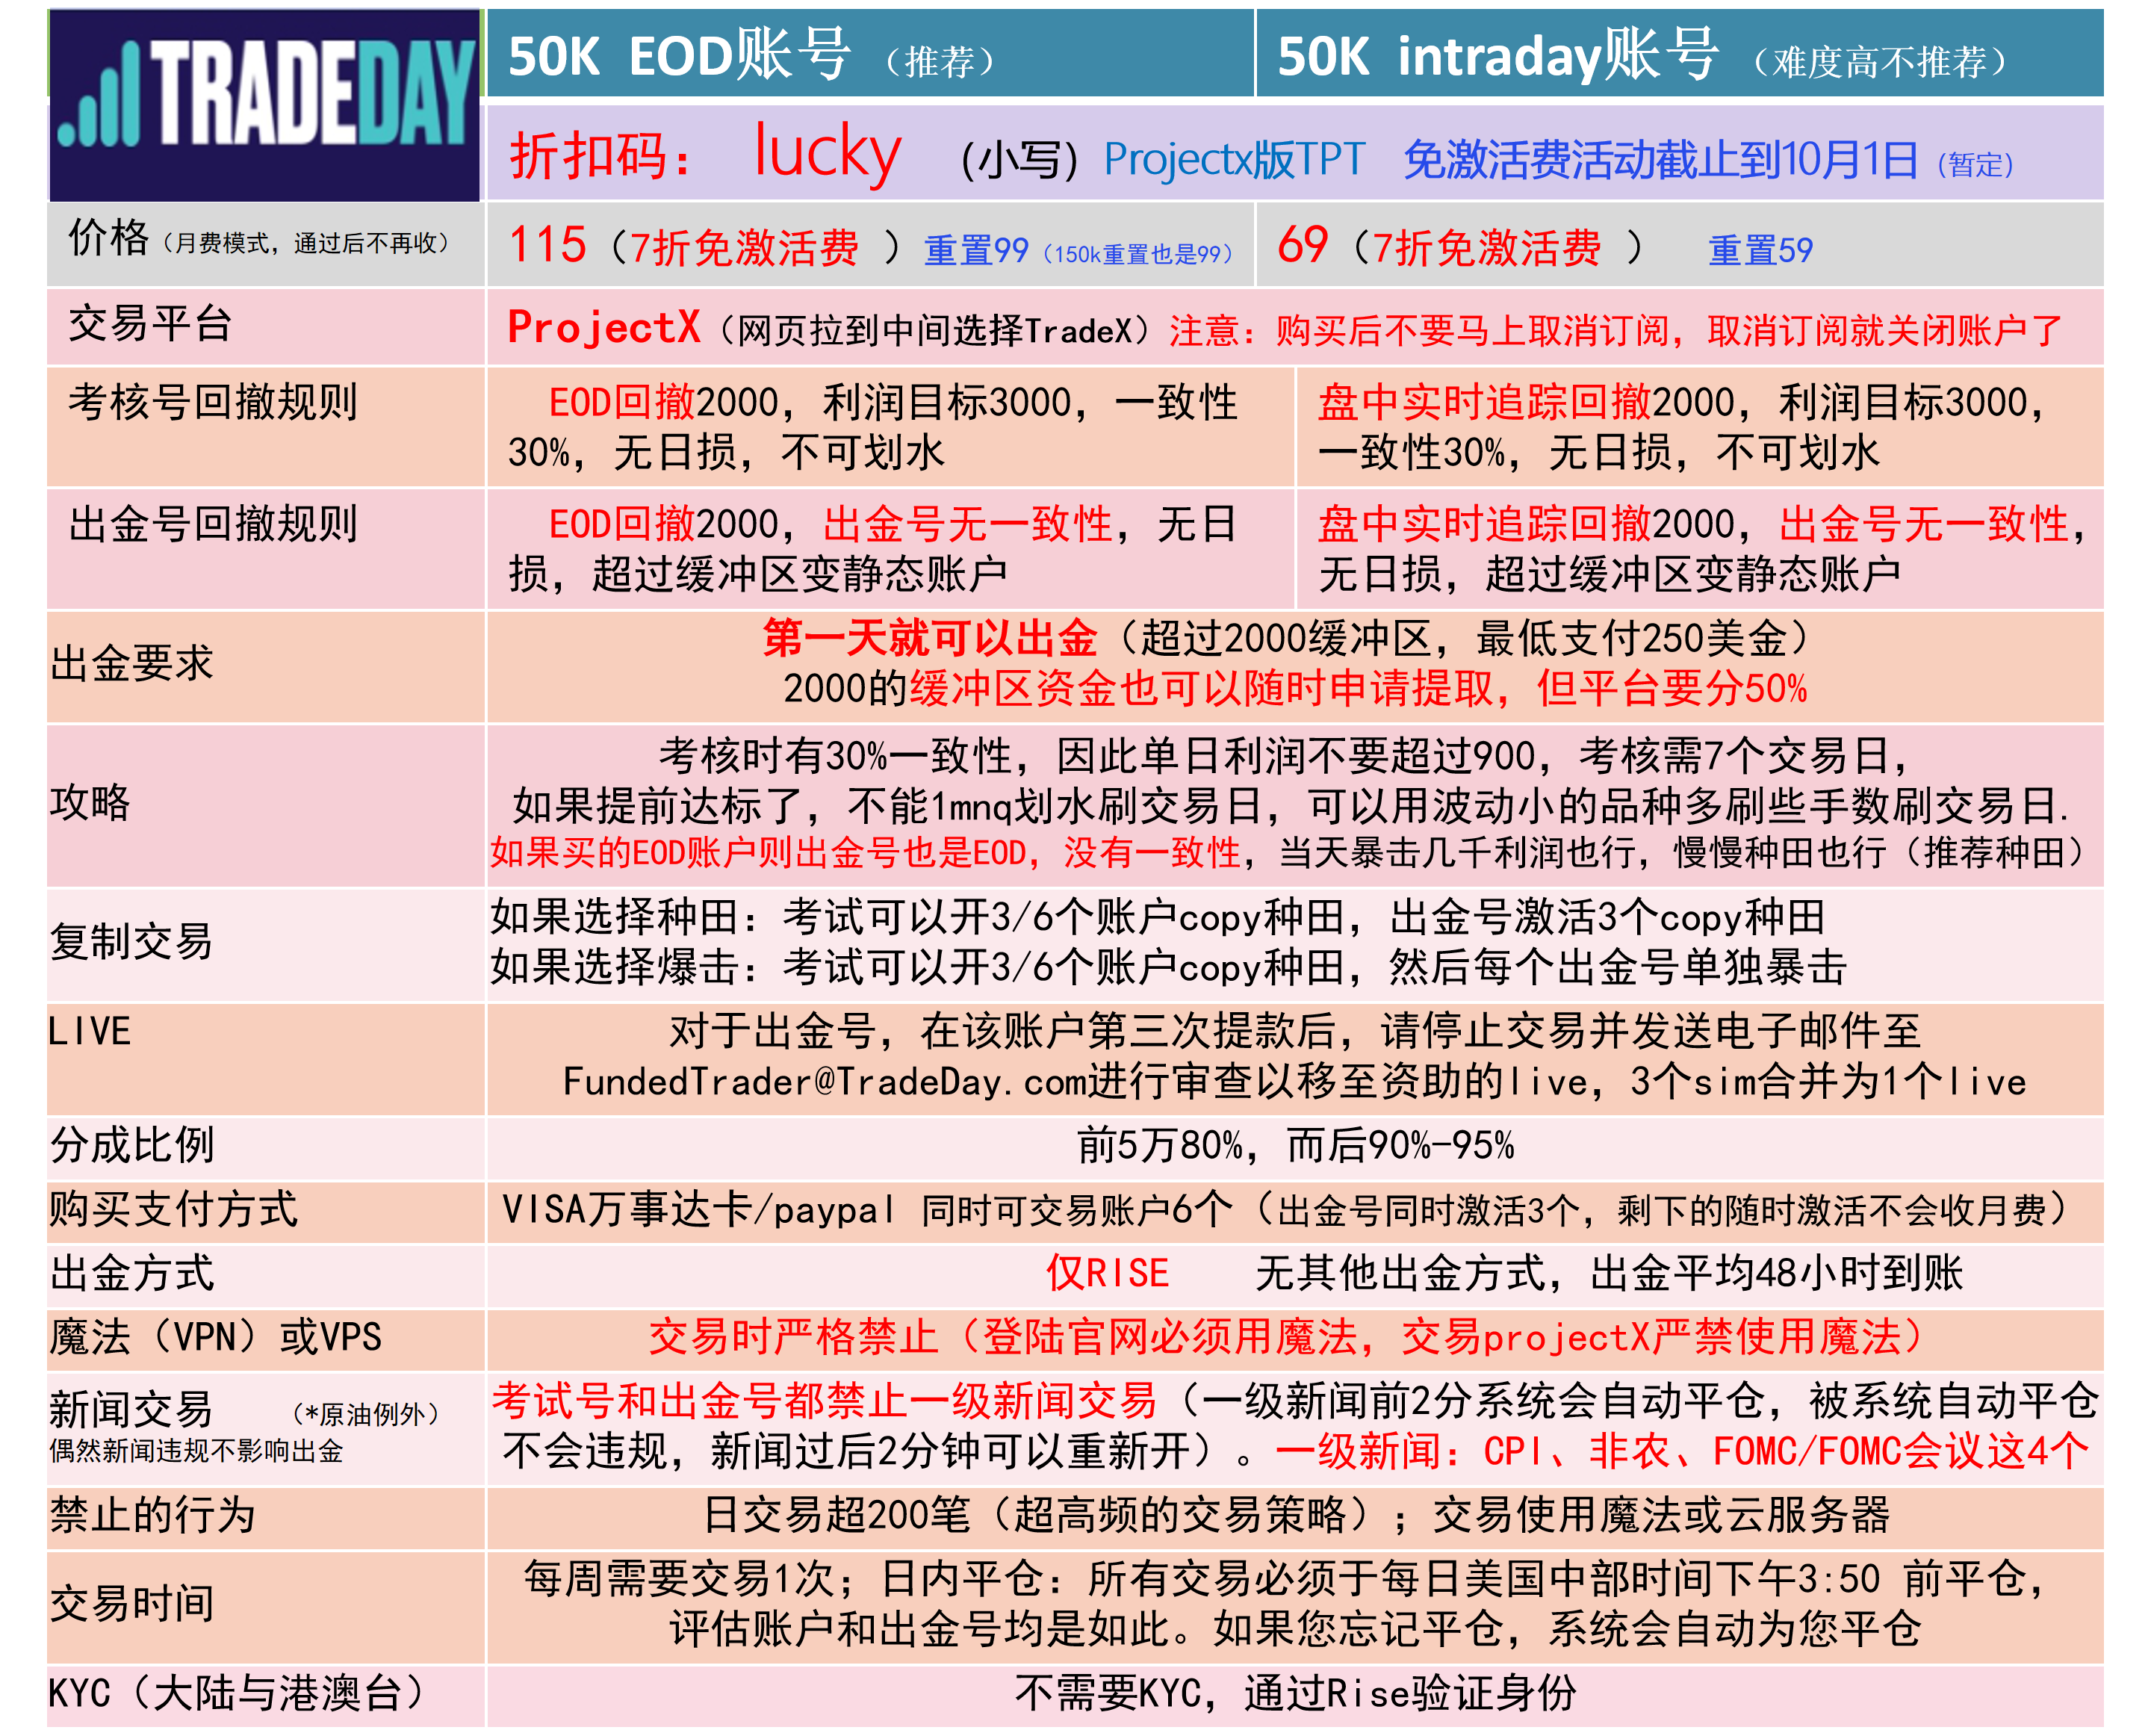 TRADEDAY
50K EOD账号（推荐）
50K intraday账号（难度高不推荐）
折扣码： lucky （小写）Projectx版TPT 免激活费活动截止到10月1日（暂定）
价格（月费模式，通过后不再收）
115（7折免激活费 ）重置99（150k重置也是99）
69（7折免激活费 ） 重置59
交易平台
ProjectX（网页拉到中间选择TradeX）注意：购买后不要马上取消订阅，取消订阅就关闭账户了
考核号回撤规则
EOD回撤2000，利润目标3000，一致性
30%，无日损，不可划水
盘中实时追踪回撤2000，利润目标3000，
一致性30%，无日损，不可划水
出金号回撤规则
EOD回撤2000，出金号无一致性，无日
损，超过缓冲区变静态账户
盘中实时追踪回撤2000，出金号无一致性，
无日损，超过缓冲区变静态账户
出金要求
第一天就可以出金（超过2000缓冲区，最低支付250美金）
2000的缓冲区资金也可以随时申请提取，但平台要分50%
攻略
考核时有30%一致性，因此单日利润不要超过900，考核需7个交易日，
如果提前达标了，不能1mnq划水刷交易日，可以用波动小的品种多刷些手数刷交易日.
如果买的EOD账户则出金号也是EOD，没有一致性，当天暴击几千利润也行，慢慢种田也行（推荐种田）
复制交易
如果选择种田：考试可以开3/6个账户copy种田，出金号激活3个copy种田
如果选择爆击：考试可以开3/6个账户copy种田，然后每个出金号单独暴击
LIVE
对于出金号，在该账户第三次提款后，请停止交易并发送电子邮件至
FundedTrader@TradeDay.com进行审查以移至资助的live，3个sim合并为1个live
分成比例
前5万80%，而后90%-95%
购买支付方式
VISA万事达卡/paypal 同时可交易账户6个（出金号同时激活3个，剩下的随时激活不会收月费）
出金方式
仅RISE 无其他出金方式，出金平均48小时到账
魔法（VPN）或VPS
交易时严格禁止（登陆官网必须用魔法，交易projectX严禁使用魔法）
新闻交易 （*原油例外）
偶然新闻违规不影响出金
考试号和出金号都禁止一级新闻交易（一级新闻前2分系统会自动平仓，被系统自动平仓
不会违规，新闻过后2分钟可以重新开）。一级新闻：CPI、非农、FOMC/FOMC会议这4个
禁止的行为
日交易超200笔（超高频的交易策略）；交易使用魔法或云服务器
交易时间
每周需要交易1次；日内平仓：所有交易必须于每日美国中部时间下午3:50 前平仓，
评估账户和出金号均是如此。如果您忘记平仓，系统会自动为您平仓
KYC（大陆与港澳台）
不需要KYC，通过Rise验证身份